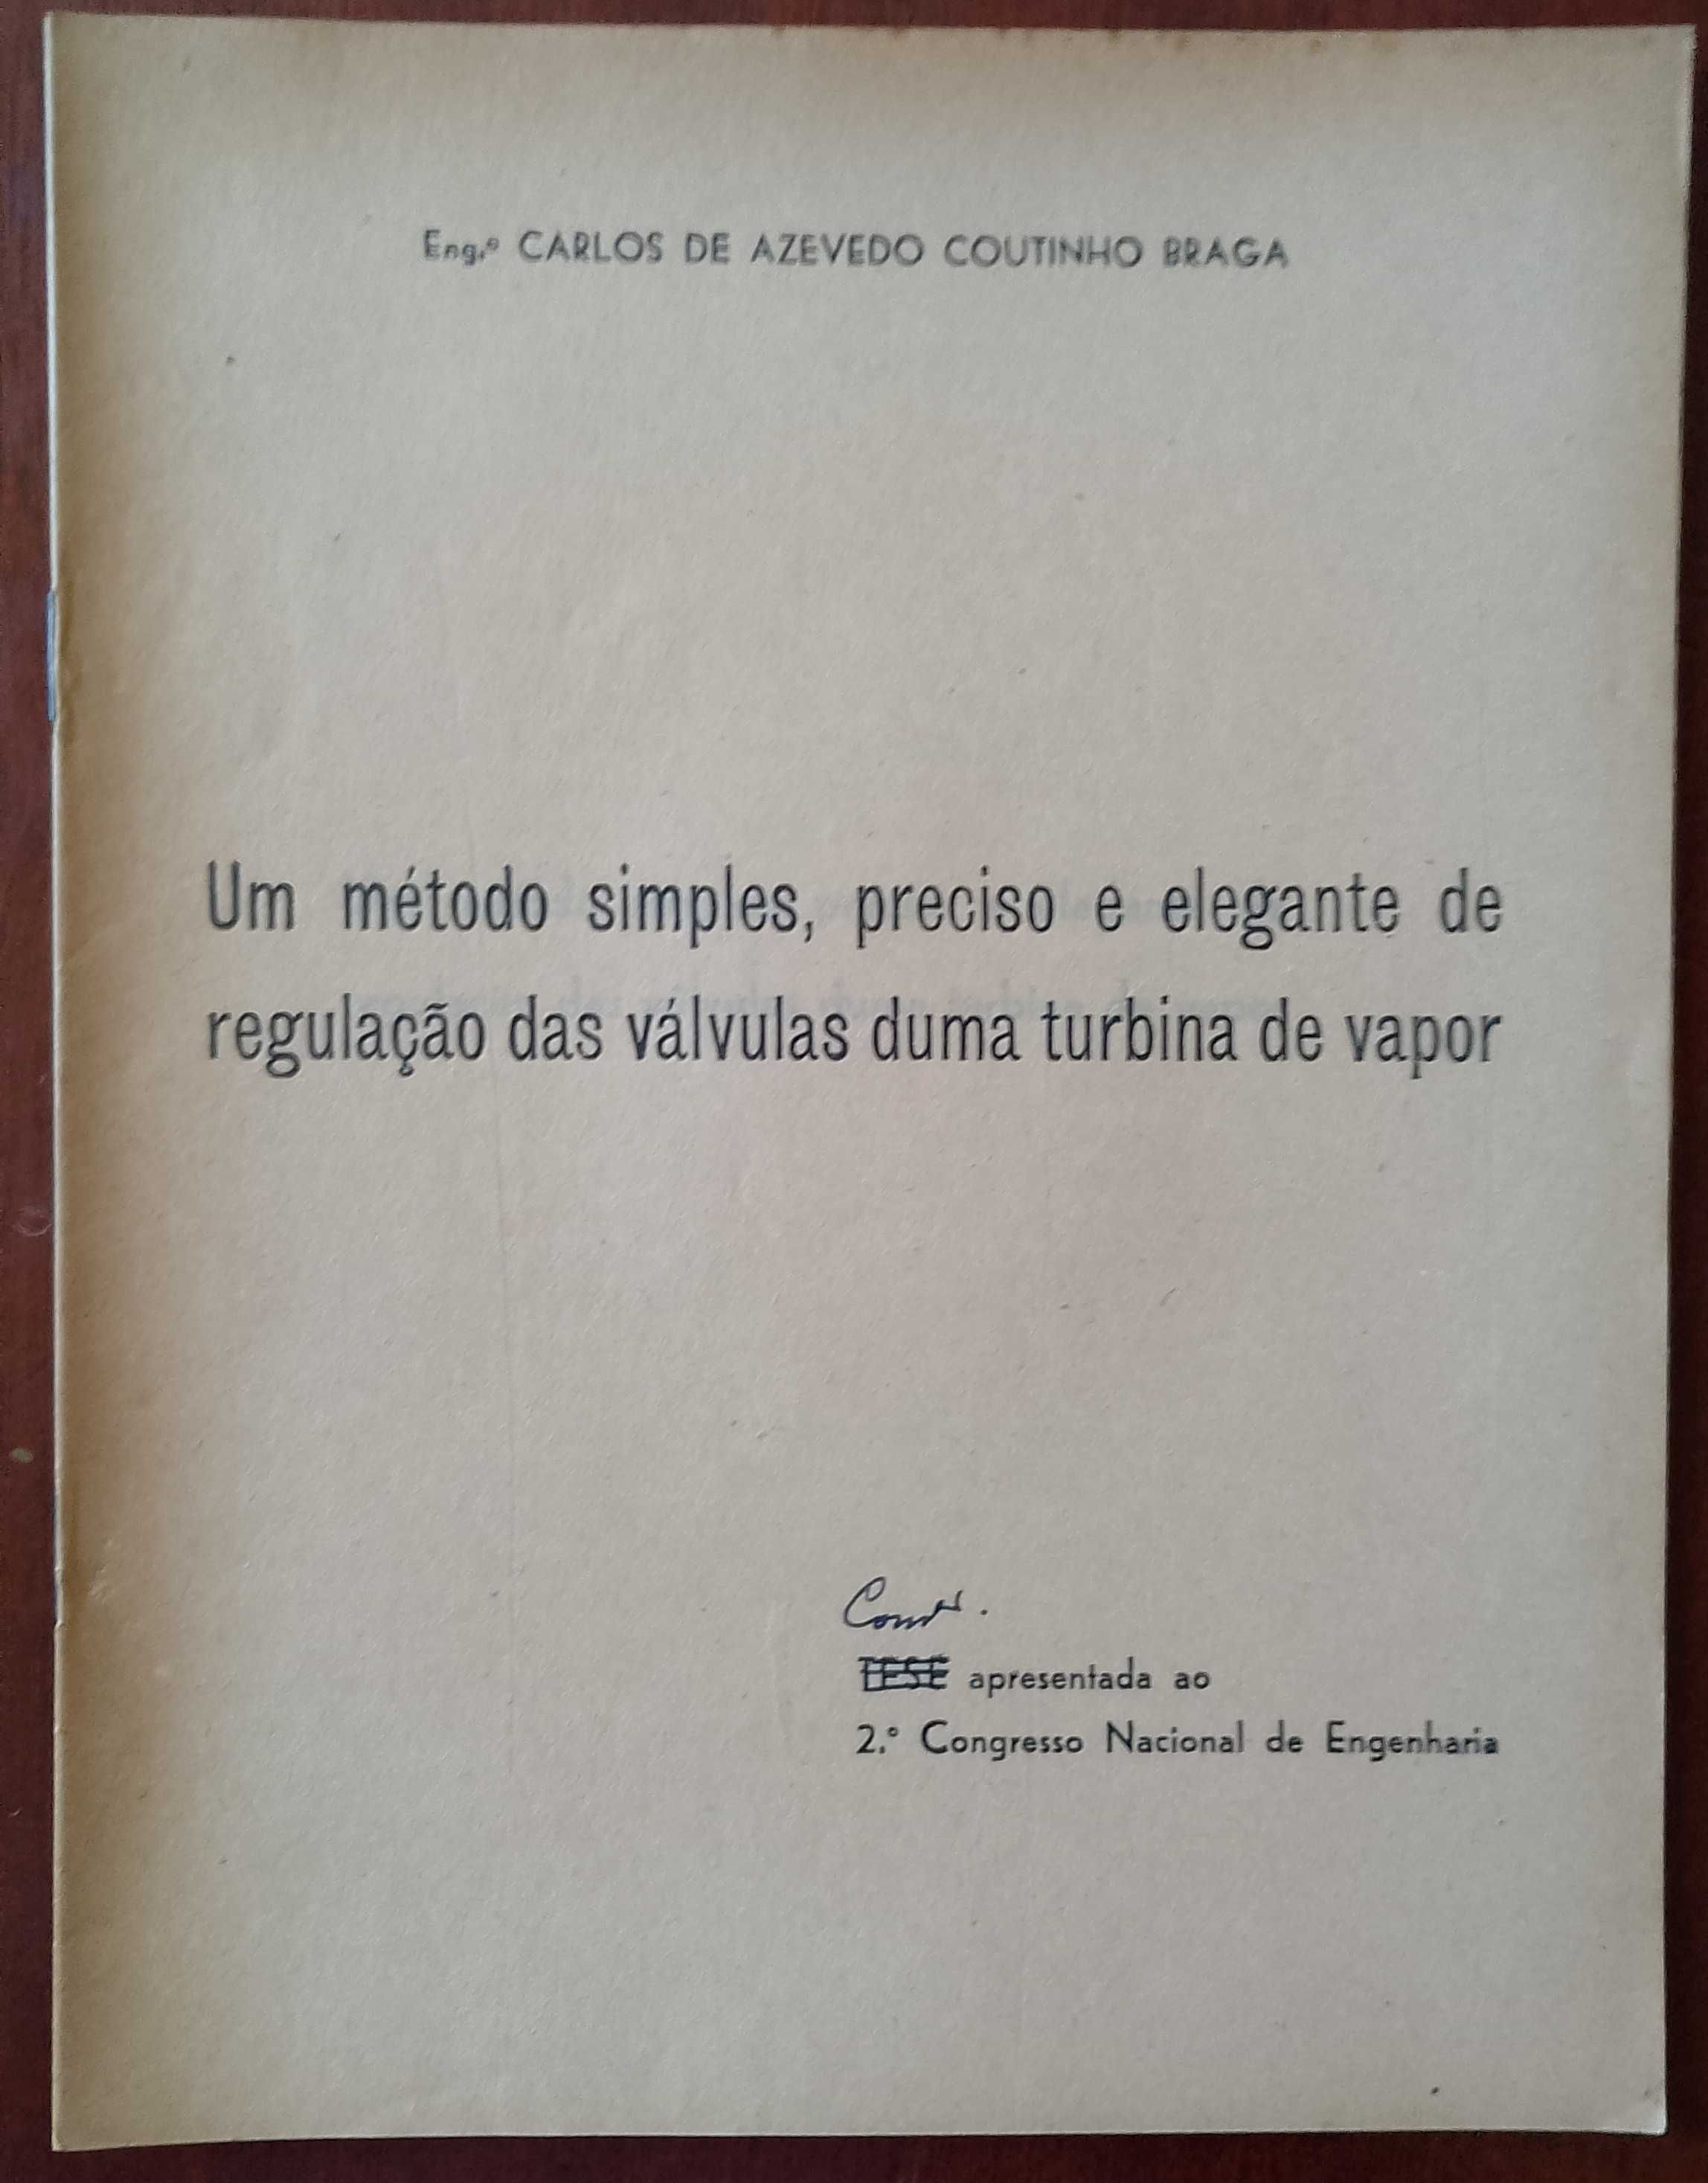 Eng.º CARLOS DE AZEVEDO COUTINHO BRAGA
Um método simples, preciso e elegante de
regulação das válvulas duma turbina de vapor
TESE apresentada ao
2.º Congresso Nacional de Engenharia